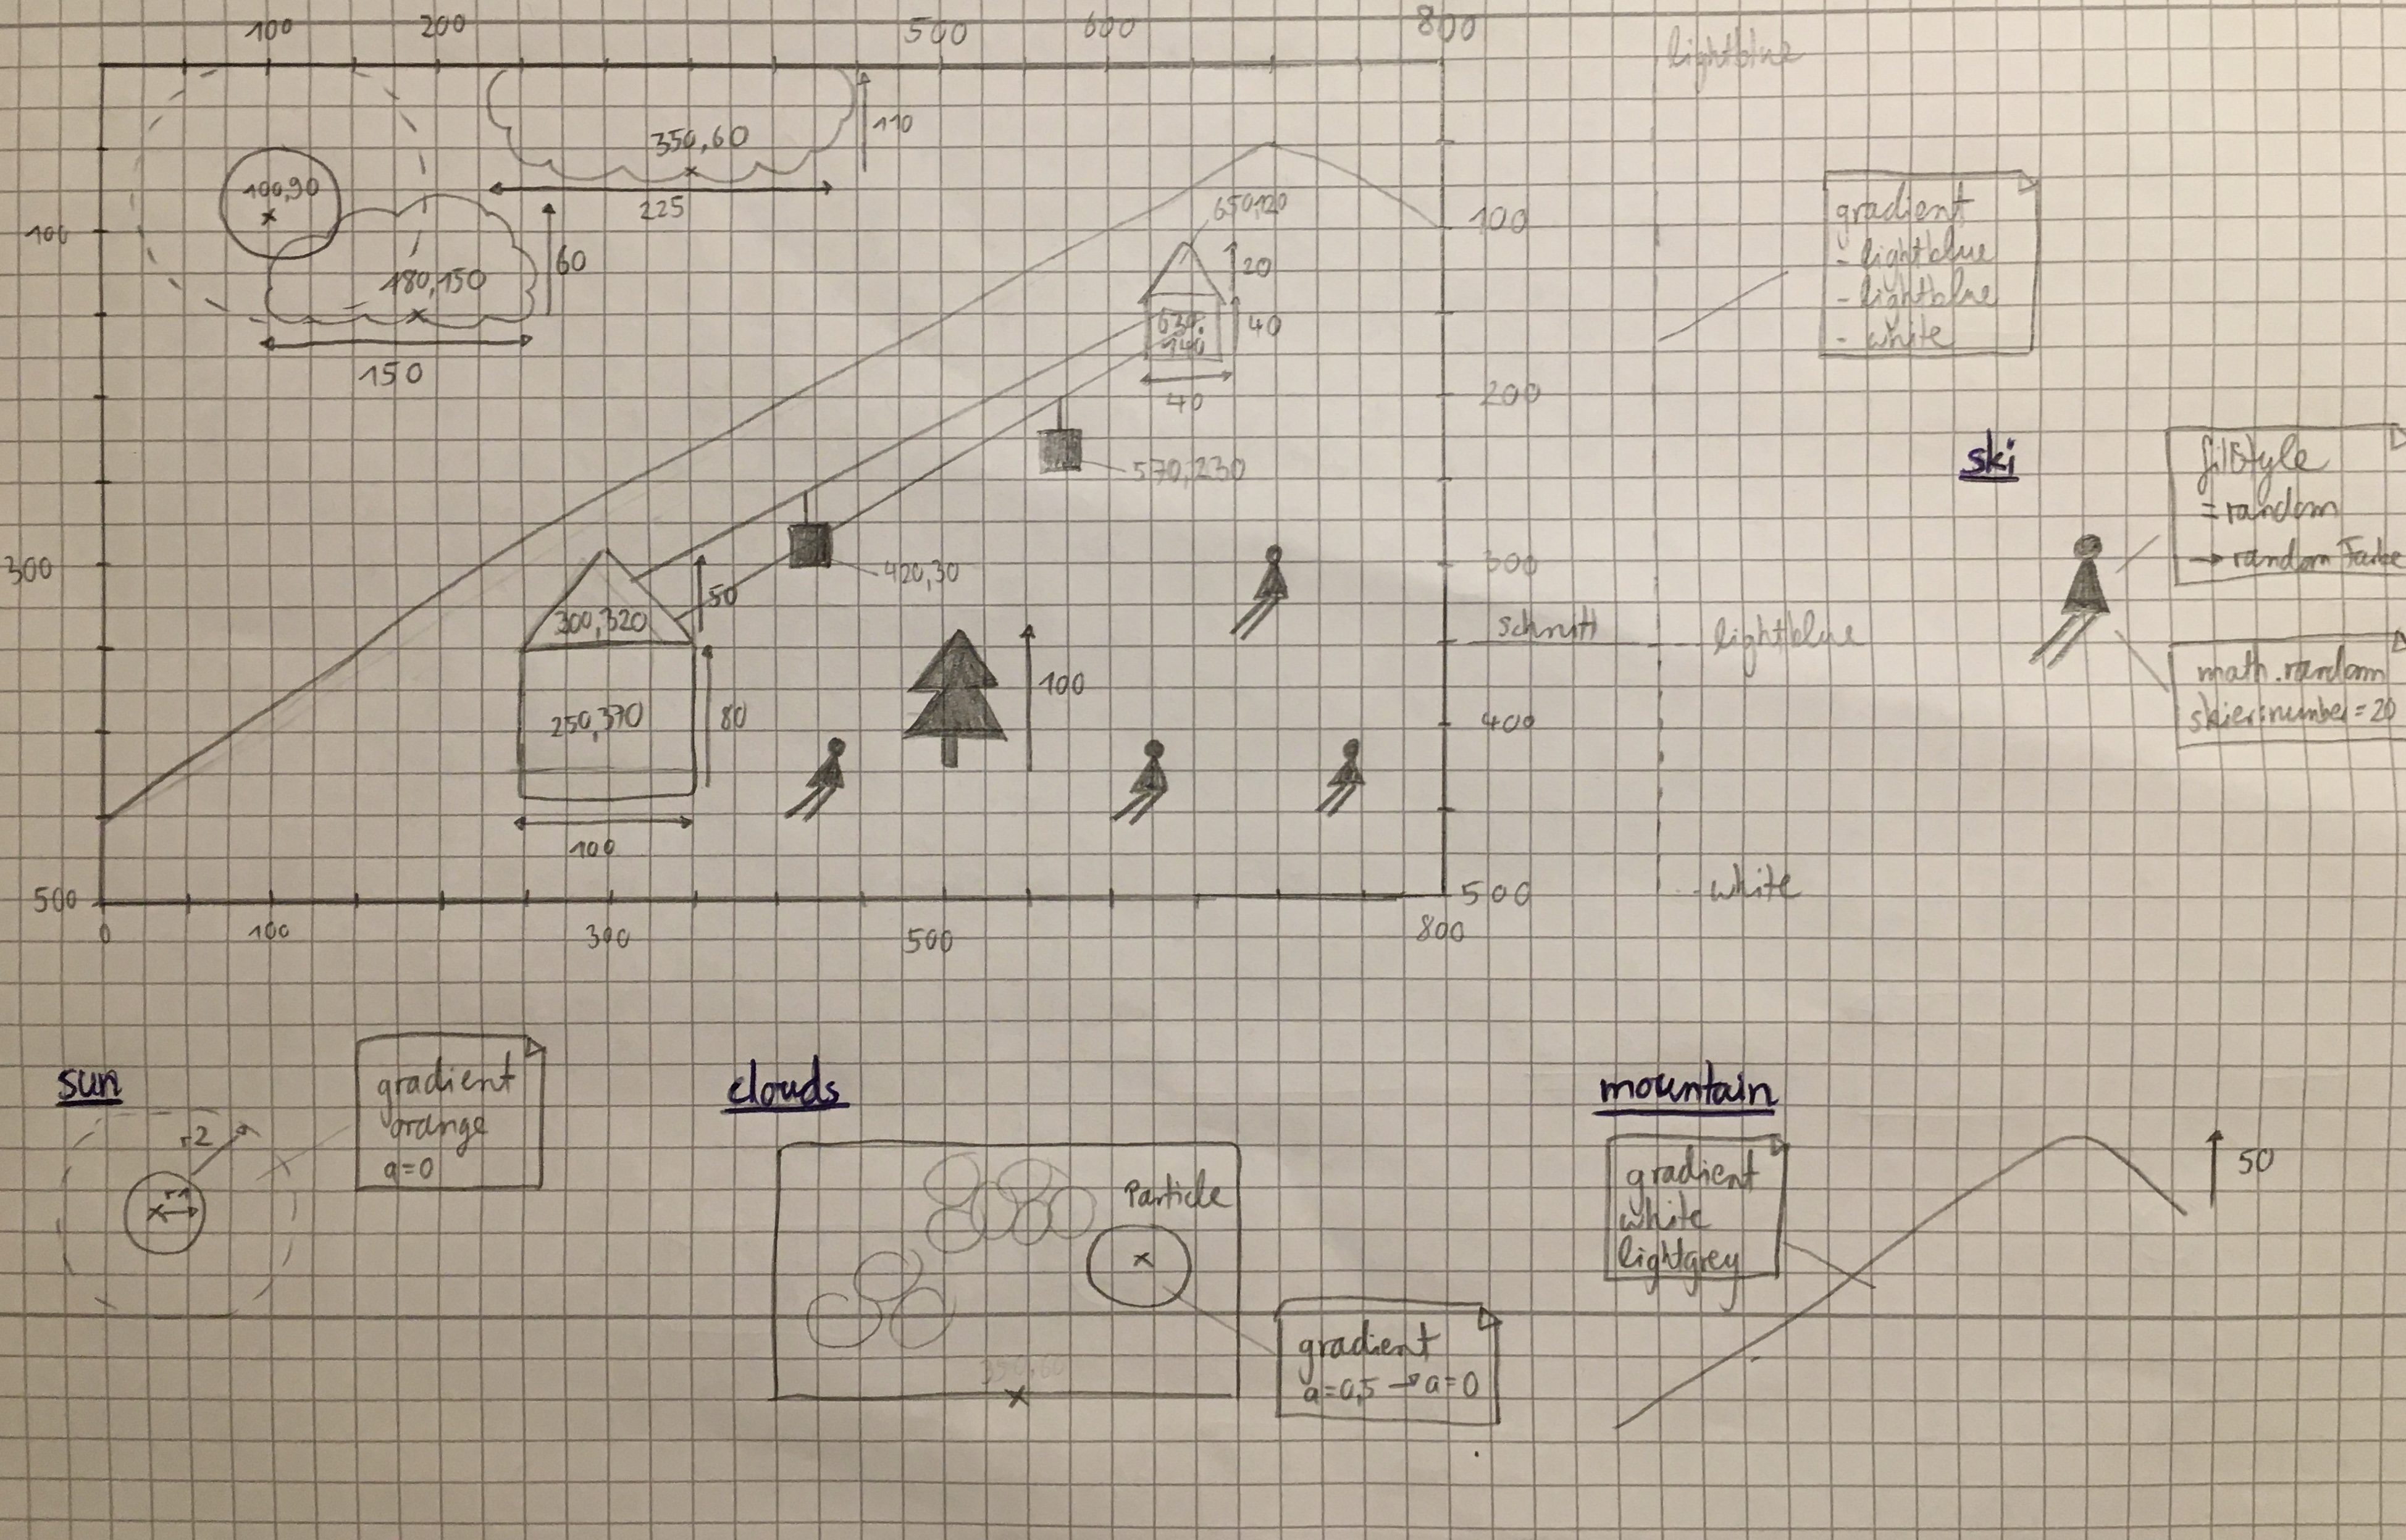 100
200
500
600
800
lightblue
350,60
110
225
100,90
100
60
180,150
150
650,120
20
630,
140
40
40
100
200
gradient
- lightblue
- lightblue
- white
570,230
ski
fillStyle
= random
→ random Farbe
300
420,30
50
300,320
300
schnitt
lightblue
250,370
80
100
400
math.random
skier:number=20
100
500
0
100
300
500
500
800
white
sun
r2
r1
gradient
orange
a=0
clouds
Particle
350,60
gradient
a=0,5 → a=0
mountain
gradient
white
lightgrey
50